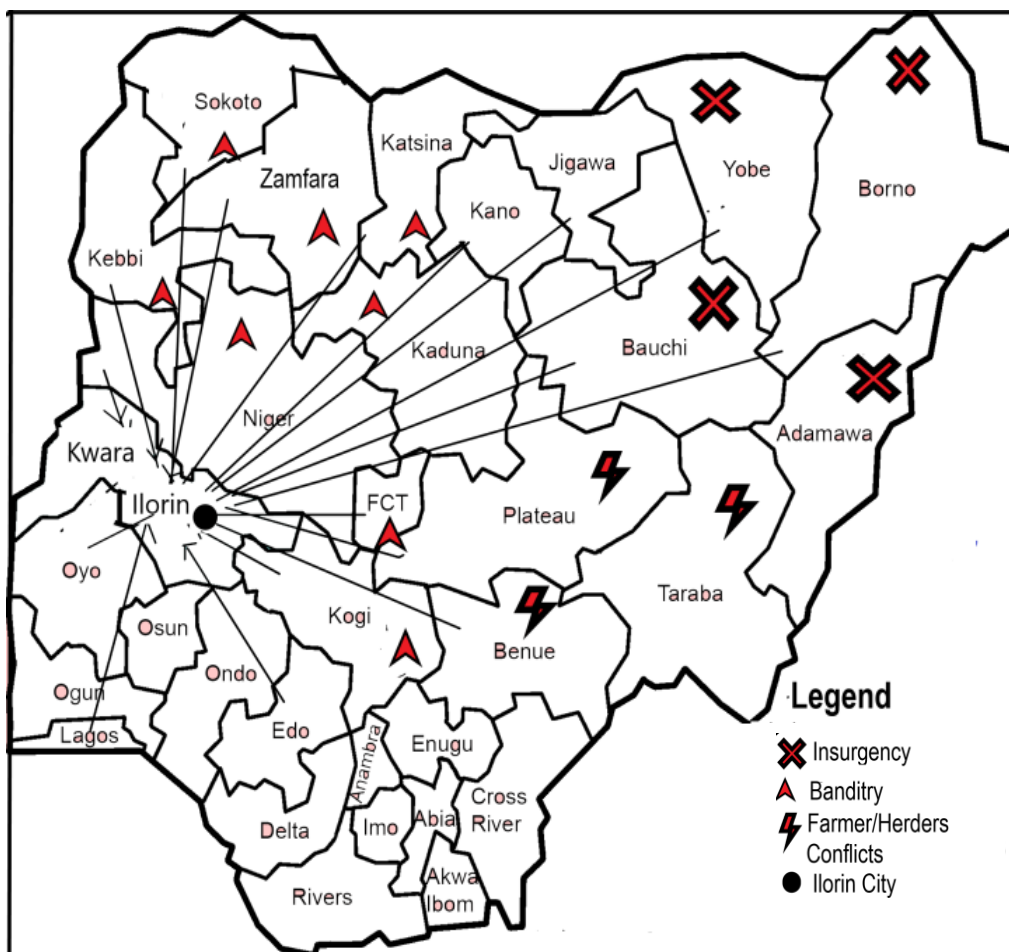 Sokoto
Katsina
Zamfara
Jigawa
Yobe
Borno
Kano
Kebbi
Kaduna
Bauchi
Niger
Adamawa
Kwara
Ilorin
FCT
Plateau
Oyo
Taraba
Kogi
Osun
Benue
Ondo
Ogun
Edo
Lagos
Anambra
Enugu
Cross
River
Delta
Imo
Abia
Akwa
Ibom
Rivers
Legend
Insurgency
Banditry
Farmer/Herders
Conflicts
Ilorin City